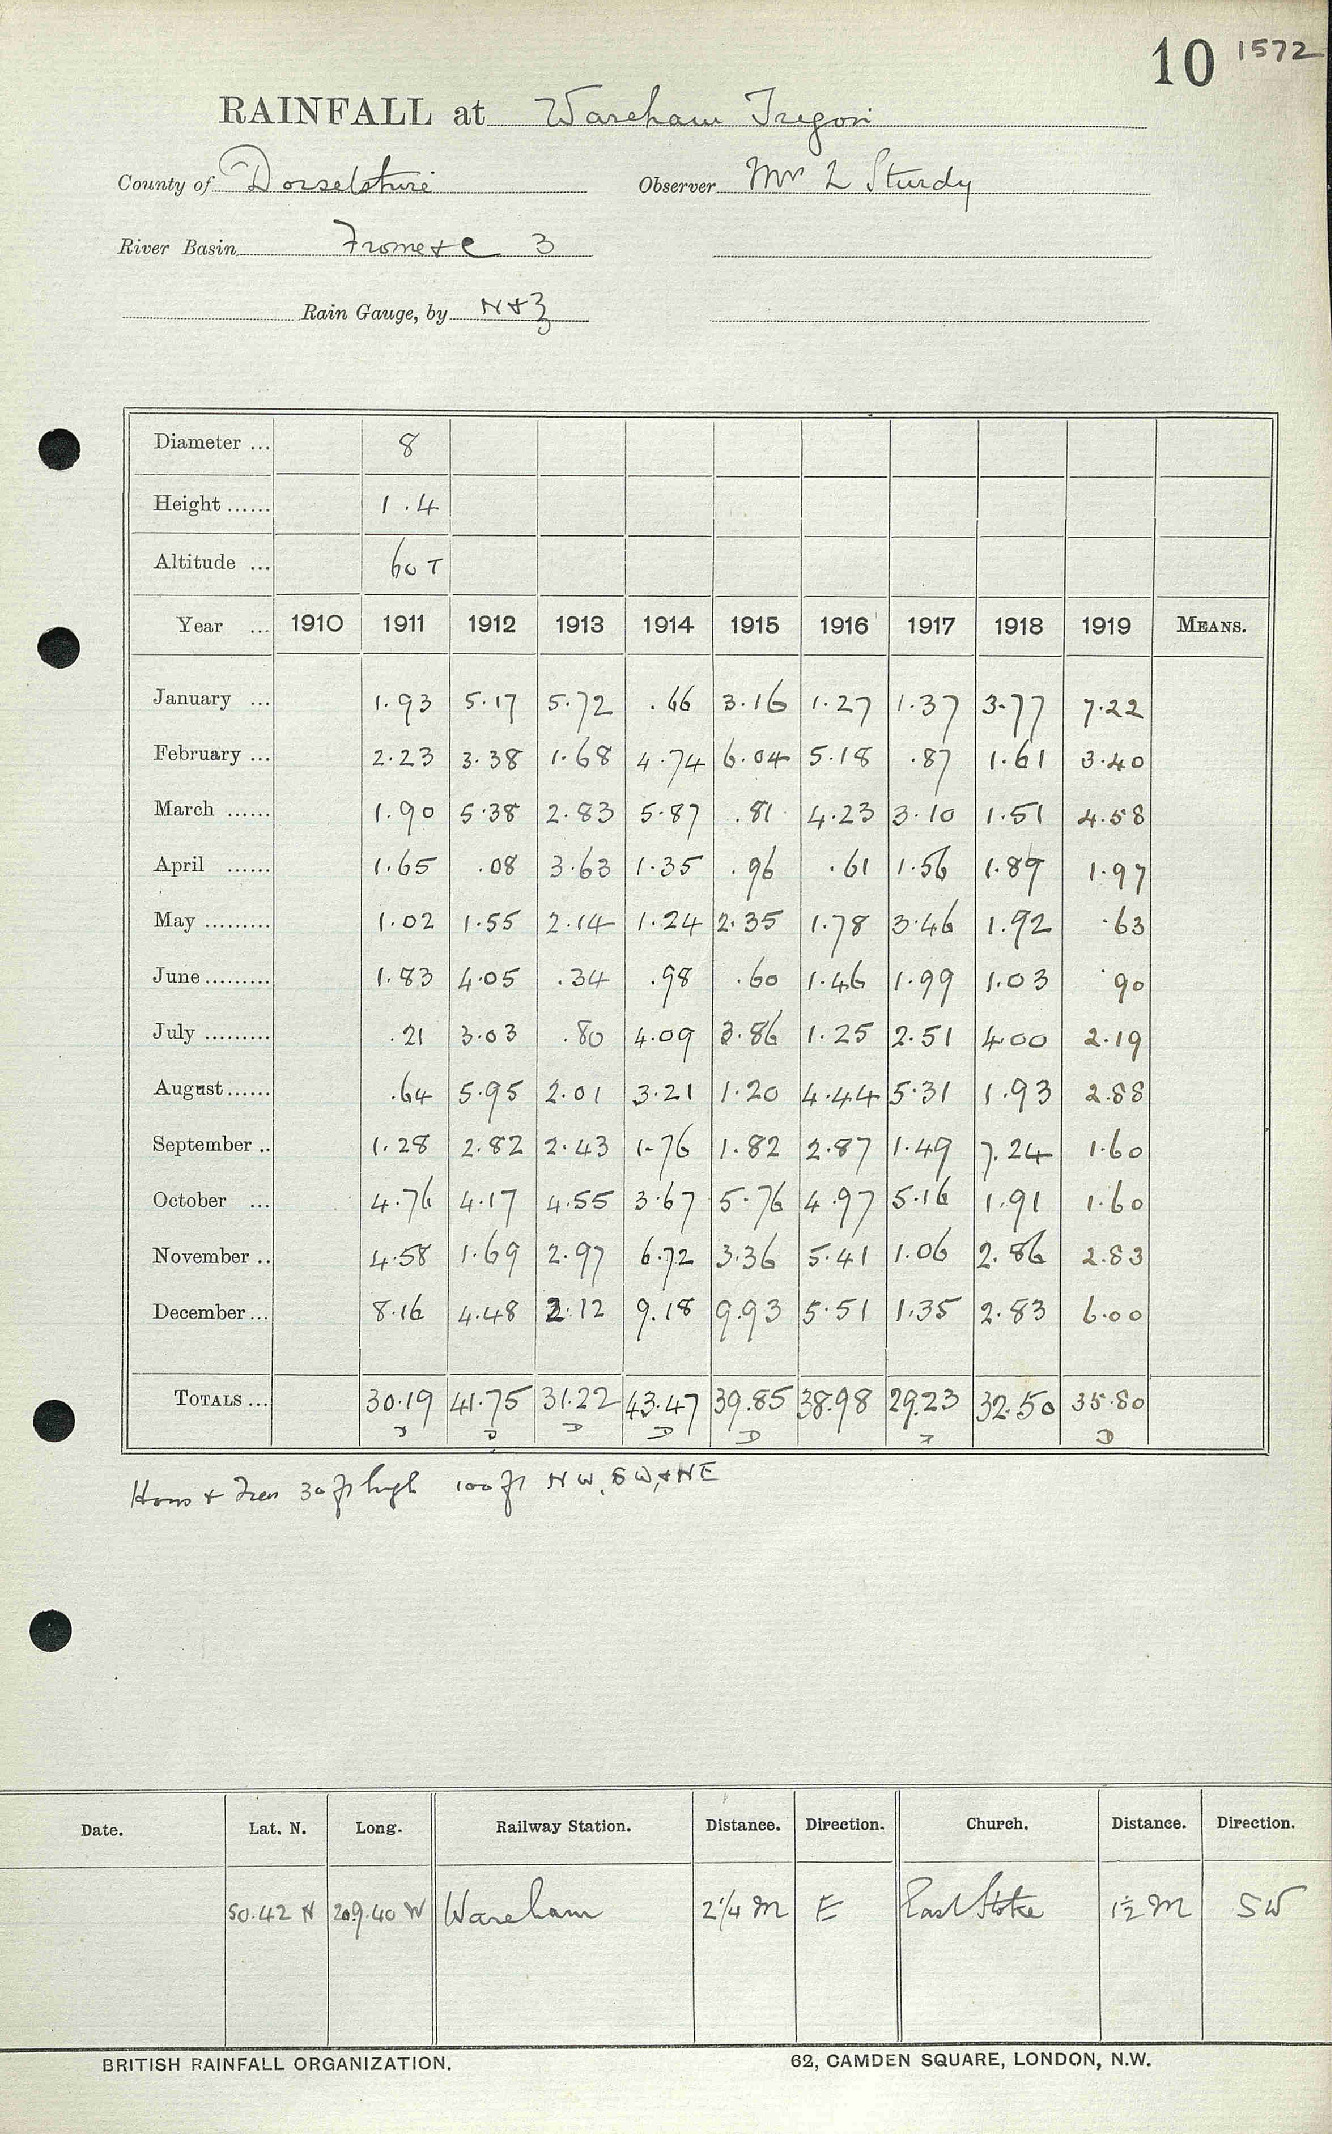 10 1572
RAINFALL at Wareham Tregon
County of Dorsetshire Observer Mr L Sturdy
River Basin Frome &c 3
Rain Gauge, by N & Z
Diameter ... 8
Height ...... 1.4
Altitude ... 60 T
Year ... 1910 1911 1912 1913 1914 1915 1916 1917 1918 1919 MEANS.
January ... 1.93 5.17 5.72 .66 3.16 1.27 1.37 3.77 7.22
February ... 2.23 3.38 1.68 4.74 6.04 5.18 .87 1.61 3.40
March ...... 1.90 5.38 2.83 5.87 .81 4.23 3.10 1.51 4.58
April ...... 1.65 .08 3.63 1.35 .96 .61 1.56 1.89 1.97
May ......... 1.02 1.55 2.14 1.24 2.35 1.78 3.46 1.92 .63
June ......... 1.83 4.05 .34 .98 .60 1.46 1.99 1.03 .90
July ......... .21 3.03 .80 4.09 3.86 1.25 2.51 4.00 2.19
August ...... .64 5.95 2.01 3.21 1.20 4.44 5.31 1.93 2.88
September .. 1.28 2.82 2.43 1.76 1.82 2.87 1.49 7.24 1.60
October ... 4.76 4.17 4.55 3.67 5.76 4.97 5.16 1.91 1.60
November .. 4.58 1.69 2.97 6.72 3.36 5.41 1.06 2.86 2.83
December ... 8.16 4.48 2.12 9.18 9.93 5.51 1.35 2.83 6.00
TOTALS ... 30.19 41.75 31.22 43.47 39.85 38.98 29.23 32.50 35.80
D D D D D D
House & Trees 30 ft high 100 ft NW, SW, & NE
Date. Lat. N. Long. Railway Station. Distance. Direction. Church. Distance. Direction.
50.42 N 2.9.40 W Wareham 2 1/4 M E East Stoke 1 1/2 M SW
BRITISH RAINFALL ORGANIZATION. 62, CAMDEN SQUARE, LONDON, N.W.